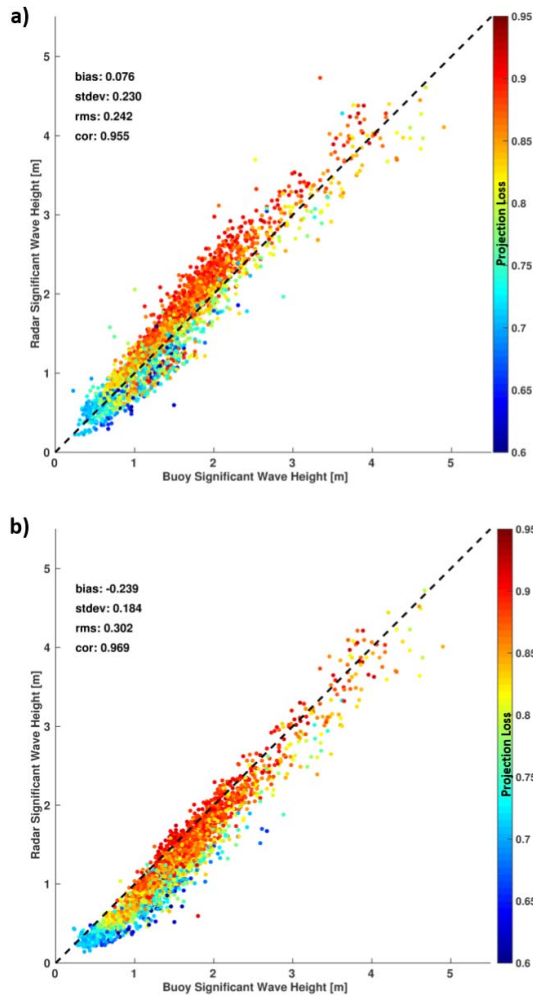 a)
bias: 0.076
stdev: 0.230
rms: 0.242
cor: 0.955
Radar Significant Wave Height [m]
5
4
3
2
1
0
0 1 2 3 4 5
Buoy Significant Wave Height [m]
0.95
0.9
0.85
0.8
0.75
0.7
0.65
0.6
Projection Loss
b)
bias: -0.239
stdev: 0.184
rms: 0.302
cor: 0.969
Radar Significant Wave Height [m]
5
4
3
2
1
0
0 1 2 3 4 5
Buoy Significant Wave Height [m]
0.95
0.9
0.85
0.8
0.75
0.7
0.65
0.6
Projection Loss